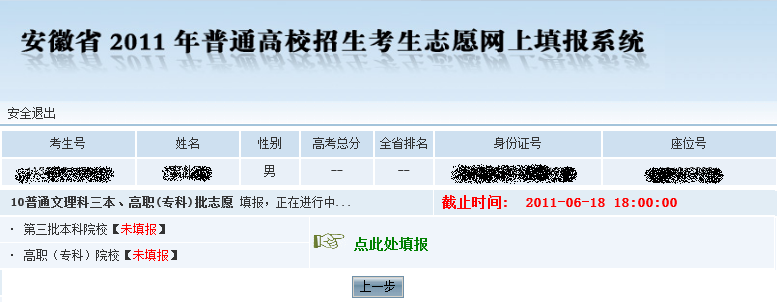 安徽省 2011 年普通高校招生考生志愿网上填报系统
安全退出
考生号 姓名 性别 高考总分 全省排名 身份证号 座位号
男 -- --
10普通文理科三本、高职(专科)批志愿 填报，正在进行中... 截止时间: 2011-06-18 18:00:00
· 第三批本科院校【未填报】
点此处填报
· 高职（专科）院校【未填报】
上一步